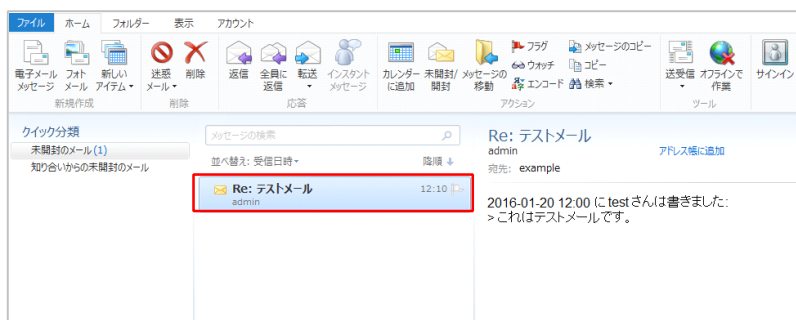 ファイル ホーム フォルダー 表示 アカウント
電子メール メッセージ
フォト メール
新しい アイテム
迷惑 メール
削除
返信
全員に 返信
転送
インスタント メッセージ
カレンダー に追加
未開封/ 開封
メッセージの 移動
フラグ
ウオッチ
エンコード
メッセージのコピー
コピー
検索
送受信
オフラインで 作業
サインイン
新規作成 削除 応答 アクション ツール
クイック分類
未開封のメール (1)
知り合いからの未開封のメール
メッセージの検索
並べ替え: 受信日時 降順
Re: テストメール 12:10
admin
Re: テストメール
admin アドレス帳に追加
宛先: example
2016-01-20 12:00 に test さんは書きました:
> これはテストメールです。